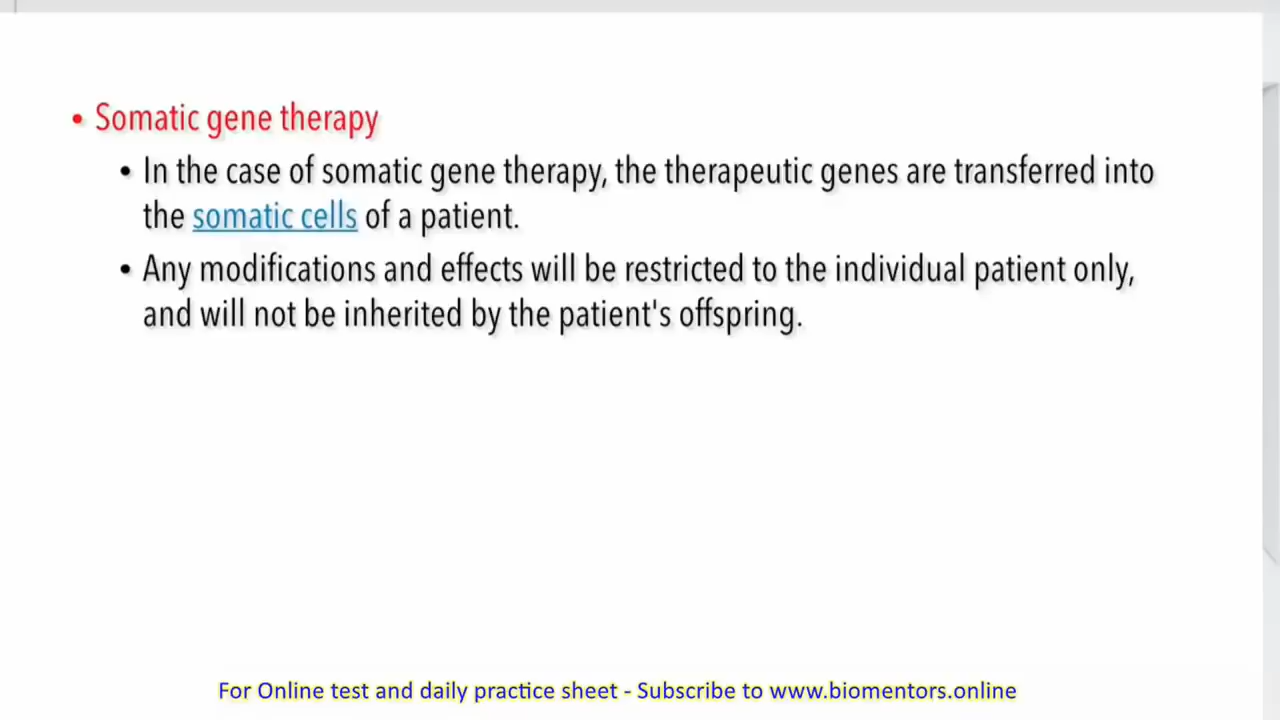 • Somatic gene therapy
• In the case of somatic gene therapy, the therapeutic genes are transferred into
the somatic cells of a patient.
• Any modifications and effects will be restricted to the individual patient only,
and will not be inherited by the patient's offspring.
For Online test and daily practice sheet - Subscribe to www.biomentors.online